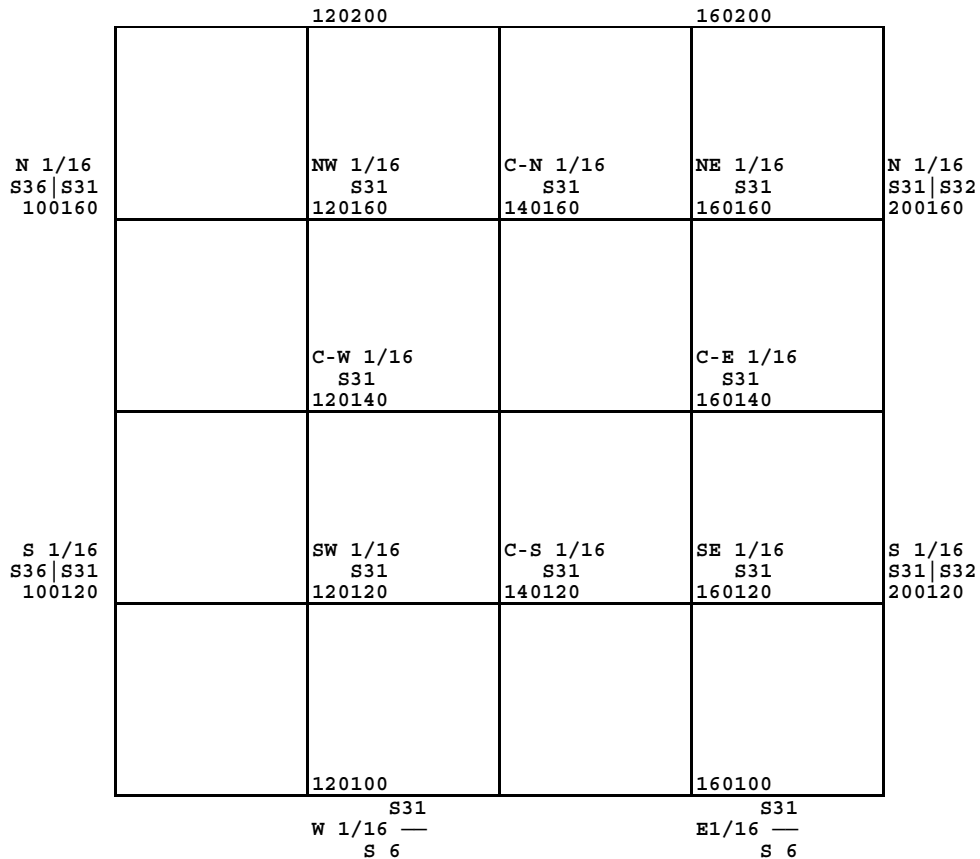 120200
160200
N 1/16
S36|S31
100160
NW 1/16
S31
120160
C-N 1/16
S31
140160
NE 1/16
S31
160160
N 1/16
S31|S32
200160
C-W 1/16
S31
120140
C-E 1/16
S31
160140
S 1/16
S36|S31
100120
SW 1/16
S31
120120
C-S 1/16
S31
140120
SE 1/16
S31
160120
S 1/16
S31|S32
200120
120100
S31
W 1/16 —
S 6
160100
S31
E1/16 —
S 6